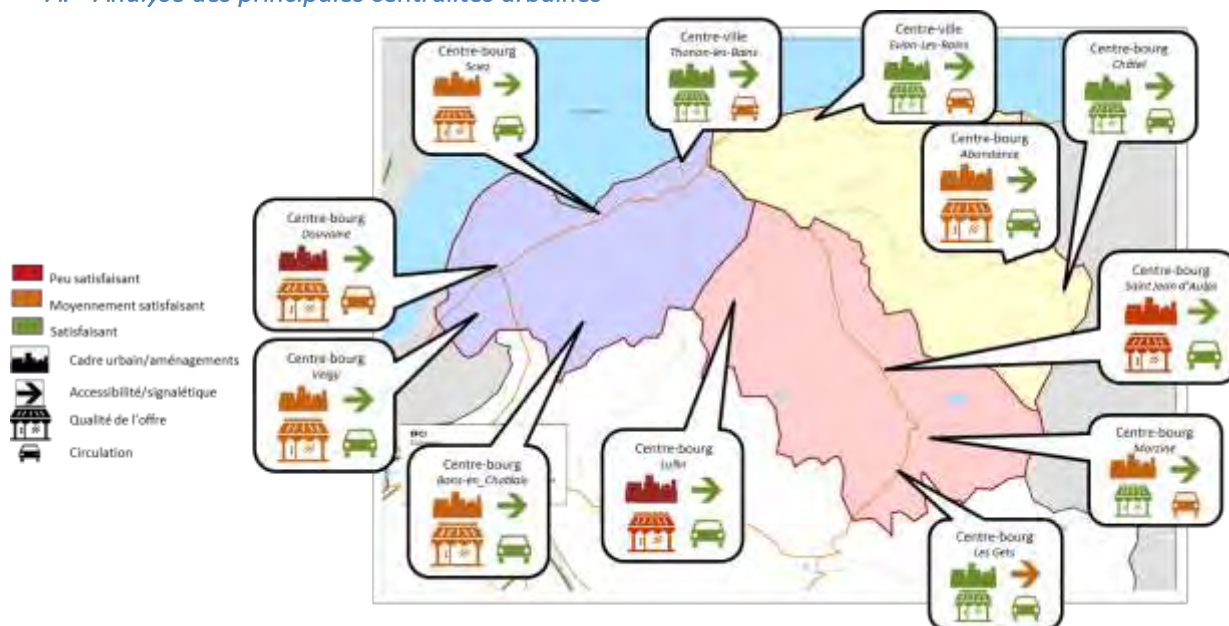 A. Analyse des principales centralités urbaines
Centre-bourg
Sciez
Centre-ville
Thonon-les-Bains
Centre-ville
Evian-Les-Bains
Centre-bourg
Châtel
Centre-bourg
Abondance
Centre-bourg
Douvaine
Centre-bourg
Saint Jean d'Aulps
Centre-bourg
Veigy
Centre-bourg
Bons-en_Chablais
Centre-bourg
Lullin
Centre-bourg
Morzine
Centre-bourg
Les Gets
Peu satisfaisant
Moyennement satisfaisant
Satisfaisant
Cadre urbain/aménagements
Accessibilité/signalétique
Qualité de l'offre
Circulation
EPCI